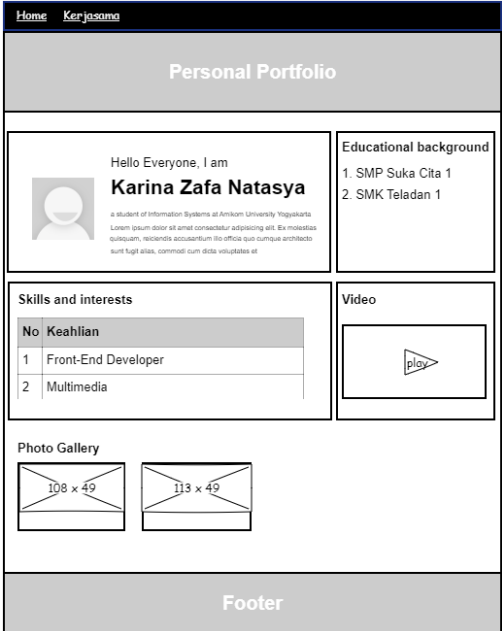 Home Kerjasama
Personal Portfolio
Hello Everyone, I am
Karina Zafa Natasya
a student of Information Systems at Amikom University Yogyakarta
Lorem ipsum dolor sit amet consectetur adipisicing elit. Ex molestias
quisquam, reiciendis accusantium illo officia quo cumque architecto
sunt fugit alias, commodi cum dicta voluptates et
Educational background
1. SMP Suka Cita 1
2. SMK Teladan 1
Skills and interests
No Keahlian
1 Front-End Developer
2 Multimedia
Video
play
Photo Gallery
108 x 49
113 x 49
Footer